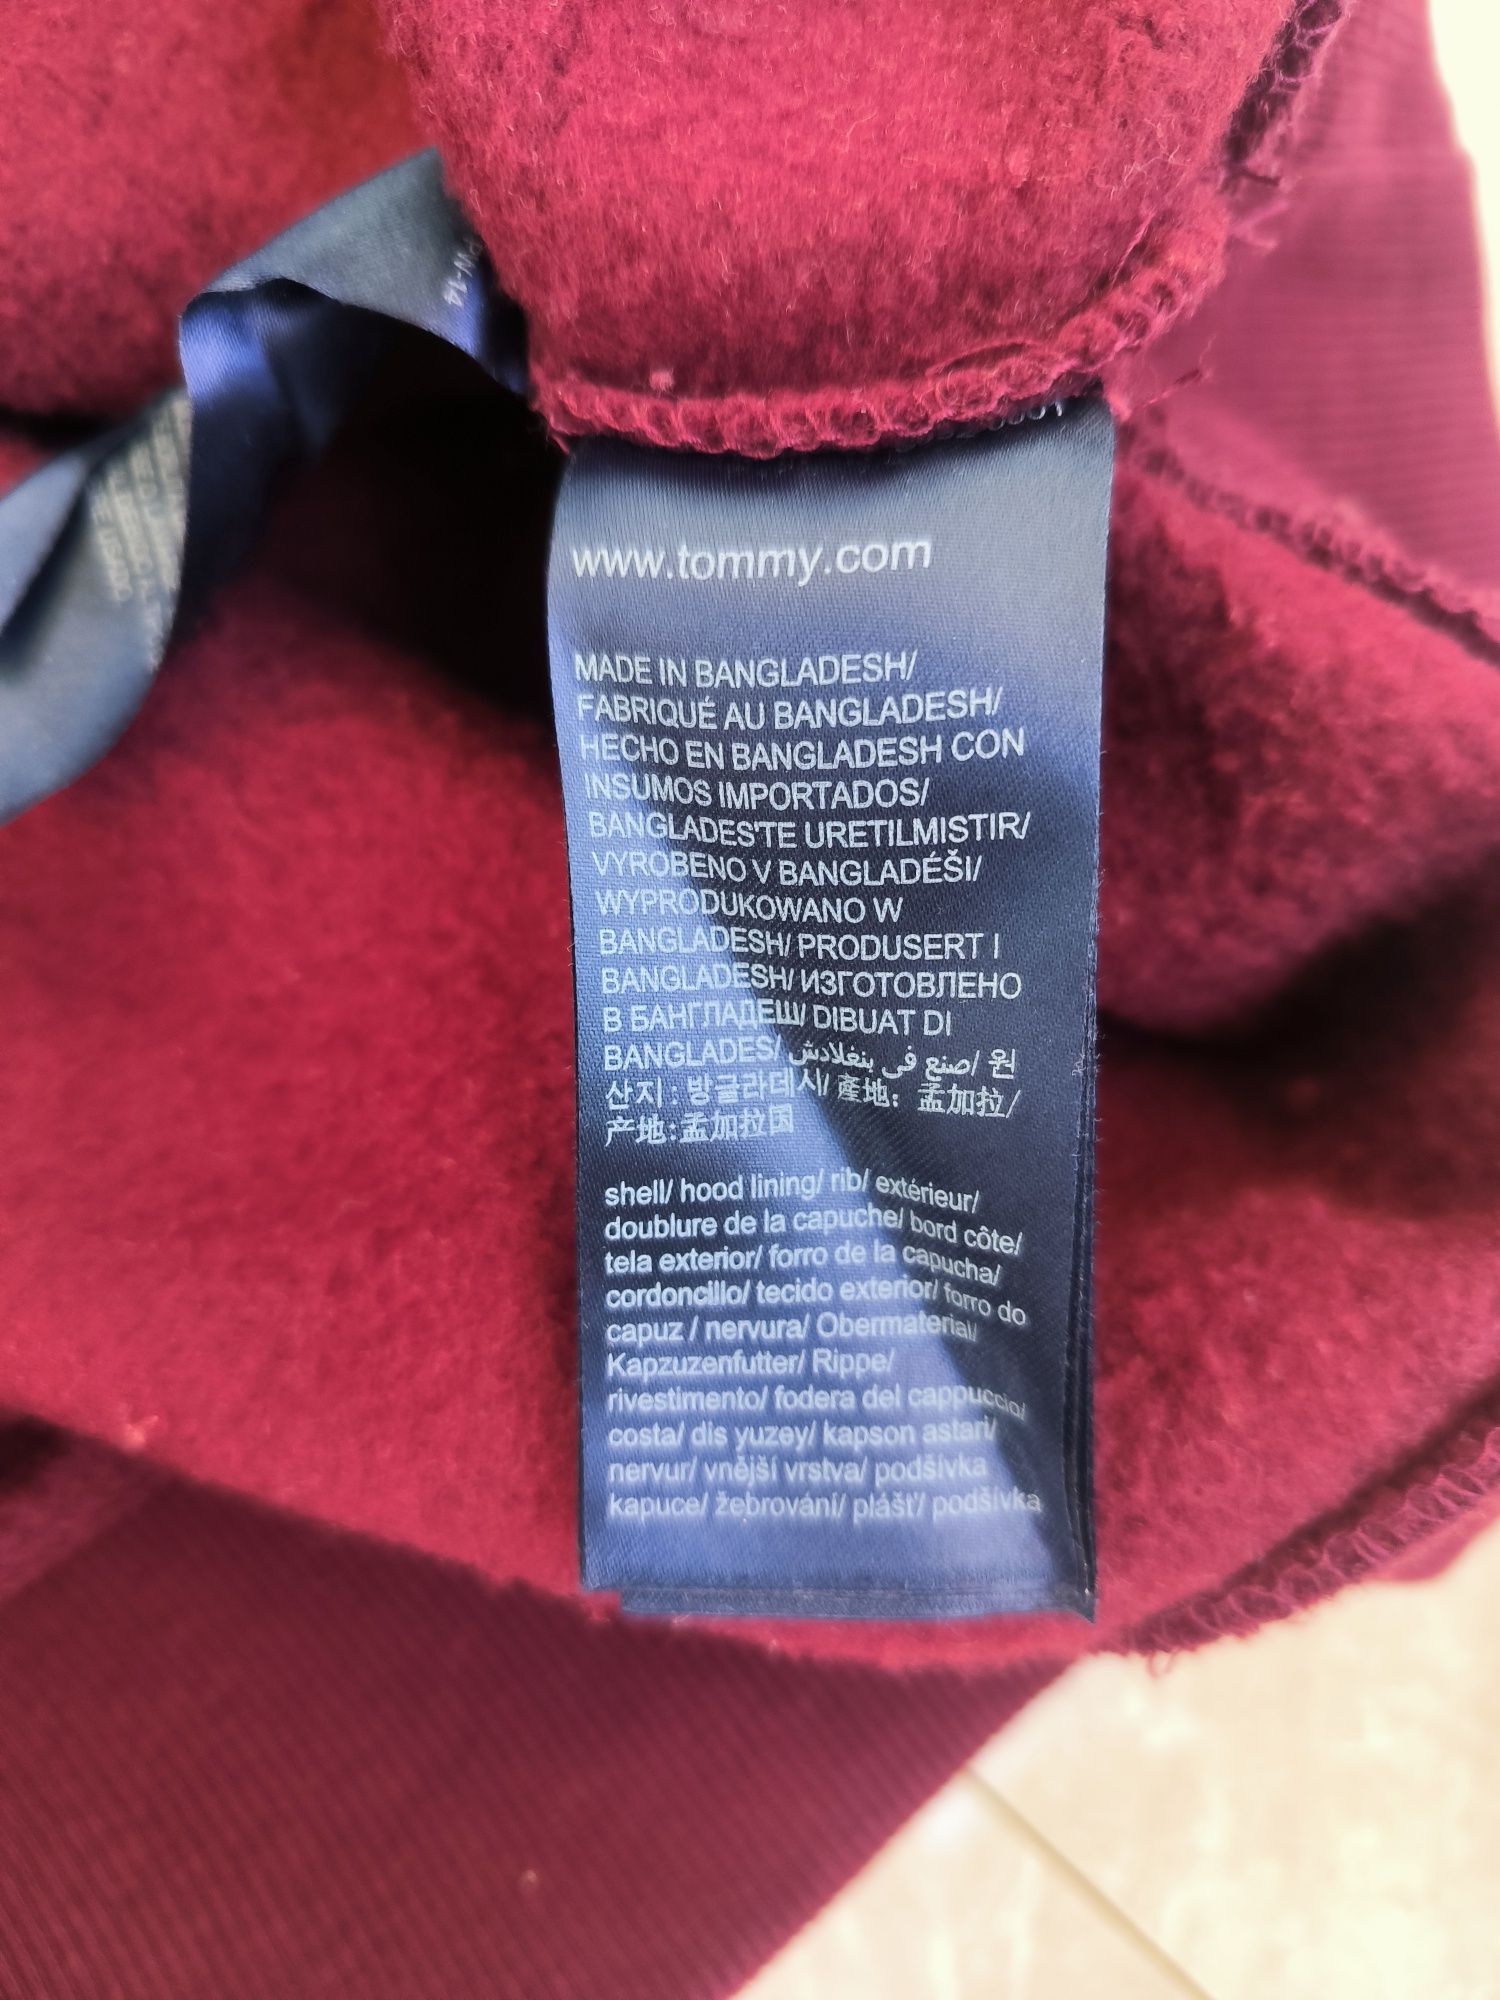 www.tommy.com
MADE IN BANGLADESH/
FABRIQUÉ AU BANGLADESH/
HECHO EN BANGLADESH CON
INSUMOS IMPORTADOS/
BANGLADES'TE URETILMISTIR/
VYROBENO V BANGLADÉŠI/
WYPRODUKOWANO W
BANGLADESH/ PRODUSERT I
BANGLADESH/ ИЗГОТОВЛЕНО
В БАНГЛАДЕШ/ DIBUAT DI
BANGLADES/ صنع في بنغلادش/ 원
산지 : 방글라데시/ 產地: 孟加拉/
产地:孟加拉国
shell/ hood lining/ rib/ extérieur/
doublure de la capuche/ bord côte/
tela exterior/ forro de la capucha/
cordoncillo/ tecido exterior/ forro do
capuz / nervura/ Obermaterial/
Kapzuzenfutter/ Rippe/
rivestimento/ fodera del cappuccio/
costa/ dis yuzey/ kapson astari/
nervur/ vnější vrstva/ podšívka
kapuce/ žebrování/ plášť/ podšívka